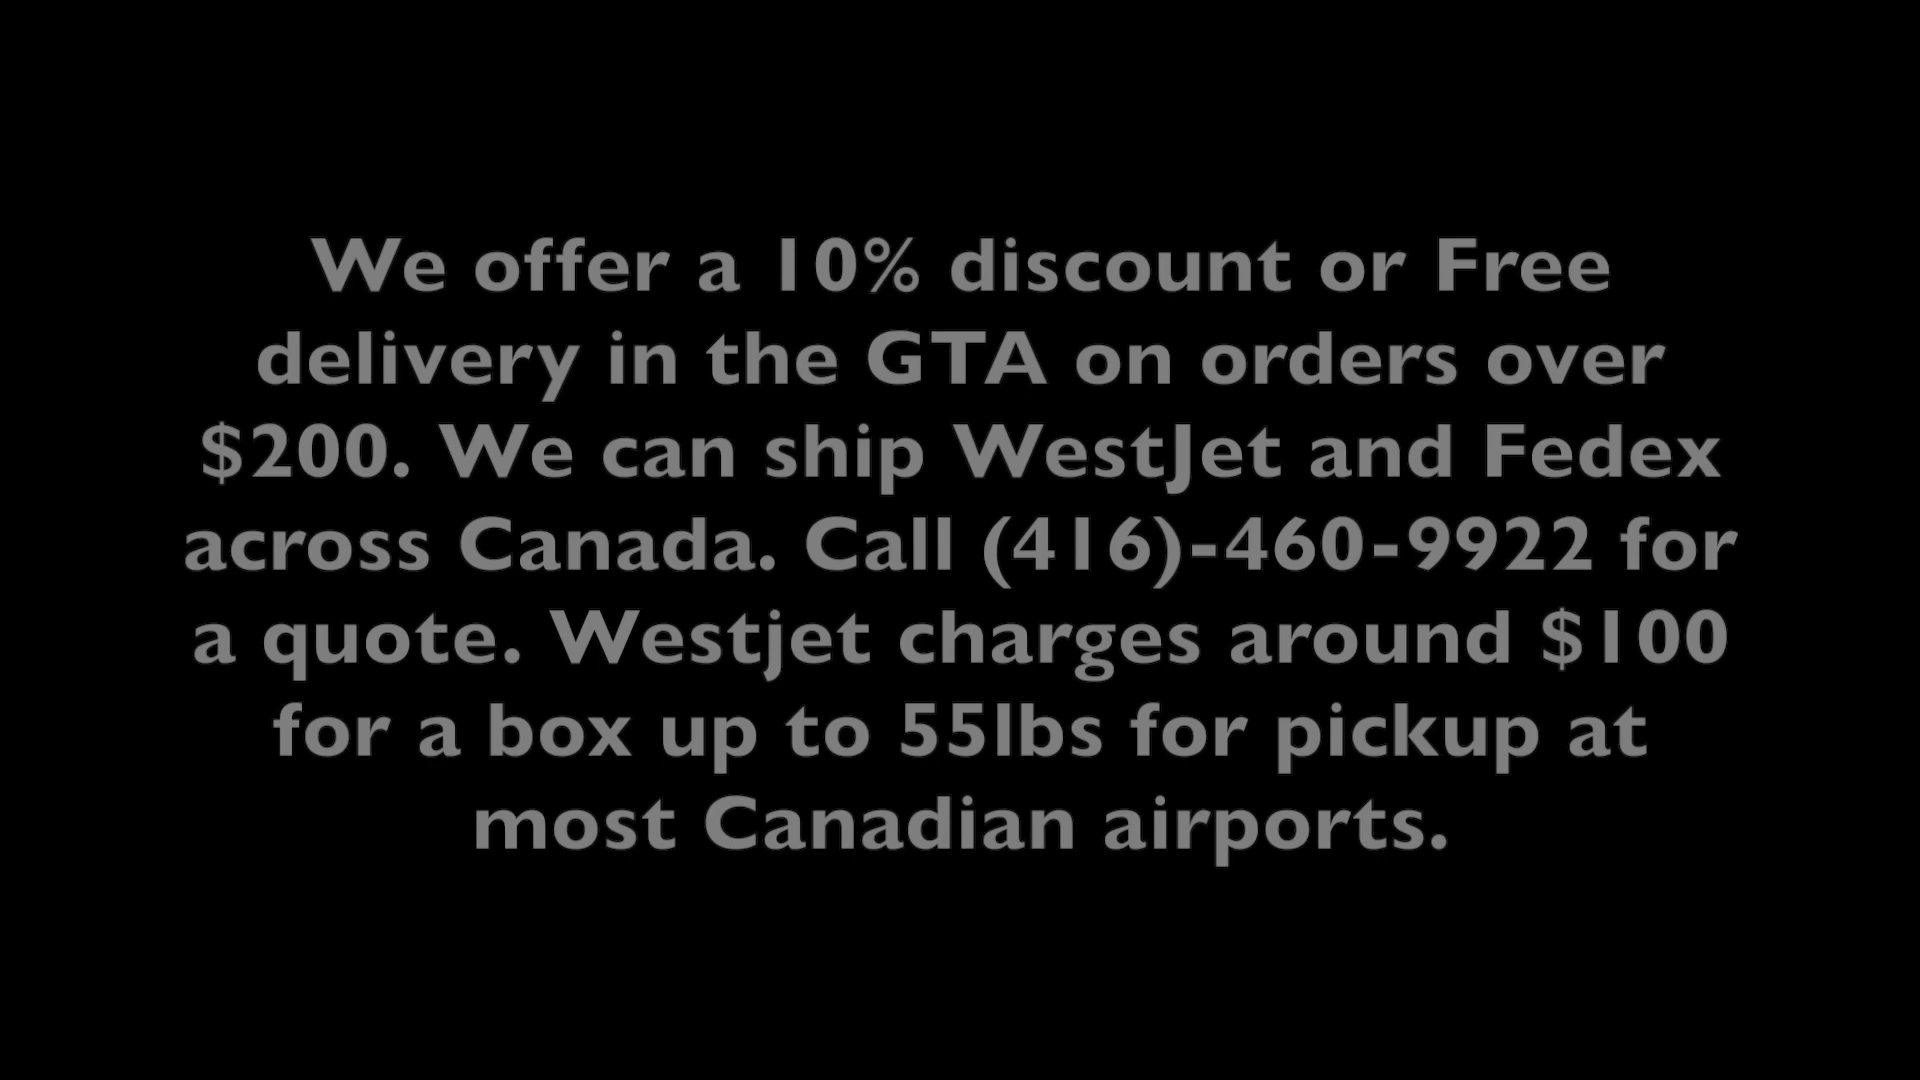 We offer a 10% discount or Free
delivery in the GTA on orders over
$200. We can ship WestJet and Fedex
across Canada. Call (416)-460-9922 for
a quote. Westjet charges around $100
for a box up to 55lbs for pickup at
most Canadian airports.